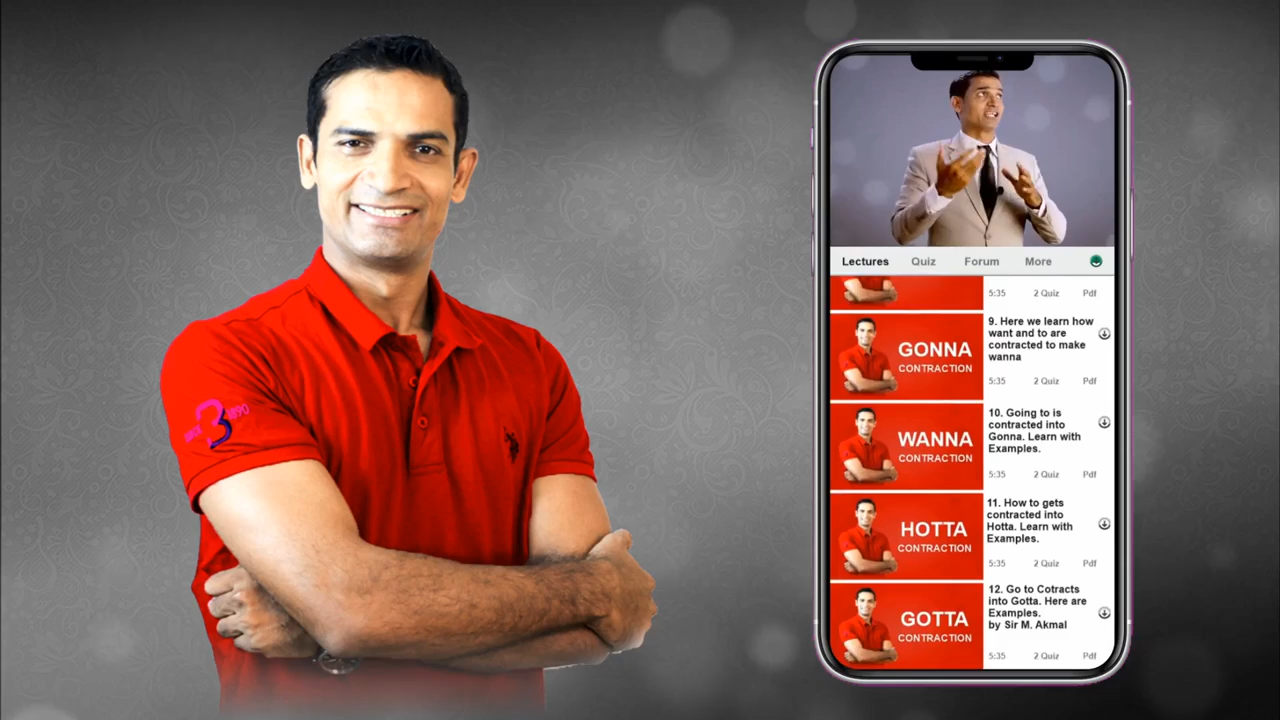 3
1890
Lectures Quiz Forum More
5:35 2 Quiz Pdf
GONNA
CONTRACTION
9. Here we learn how
want and to are
contracted to make
wanna
5:35 2 Quiz Pdf
WANNA
CONTRACTION
10. Going to is
contracted into
Gonna. Learn with
Examples.
5:35 2 Quiz Pdf
HOTTA
CONTRACTION
11. How to gets
contracted into
Hotta. Learn with
Examples.
5:35 2 Quiz Pdf
GOTTA
CONTRACTION
12. Go to Cotracts
into Gotta. Here are
Examples.
by Sir M. Akmal
5:35 2 Quiz Pdf